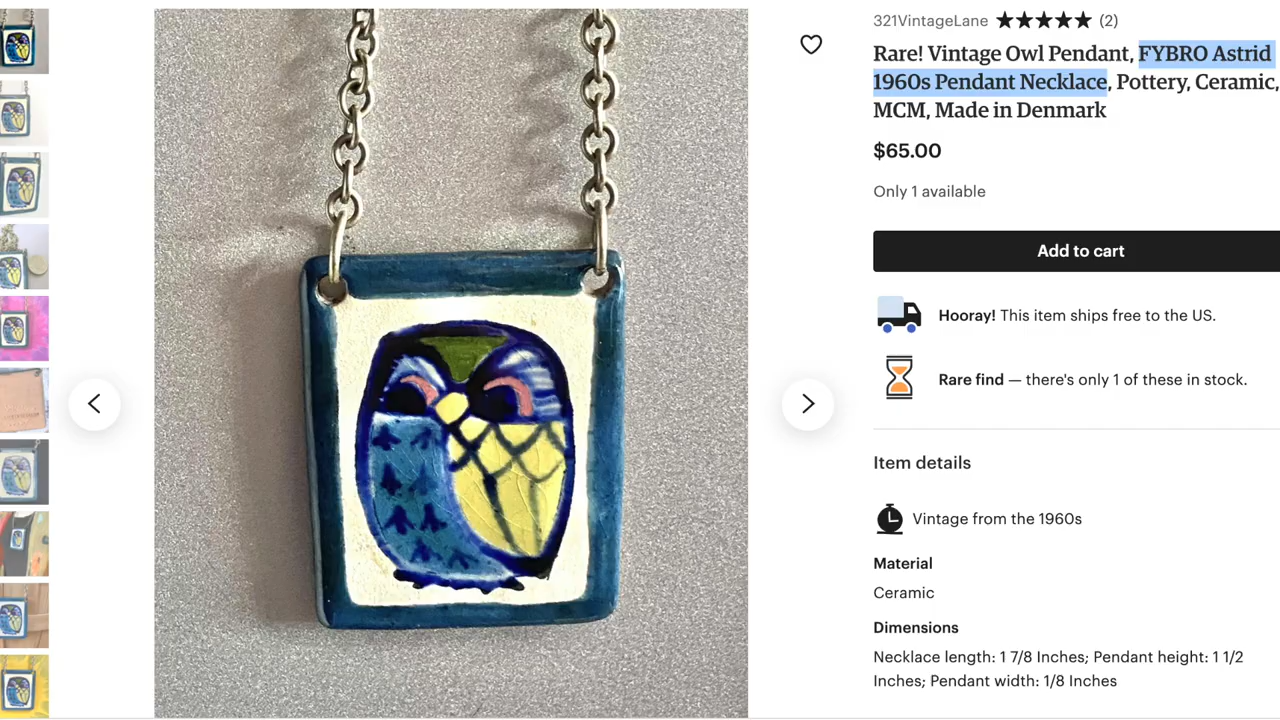 321VintageLane ★★★★★ (2)
Rare! Vintage Owl Pendant, FYBRO Astrid
1960s Pendant Necklace, Pottery, Ceramic,
MCM, Made in Denmark
$65.00
Only 1 available
Add to cart
Hooray! This item ships free to the US.
Rare find — there's only 1 of these in stock.
Item details
Vintage from the 1960s
Material
Ceramic
Dimensions
Necklace length: 1 7/8 Inches; Pendant height: 1 1/2
Inches; Pendant width: 1/8 Inches